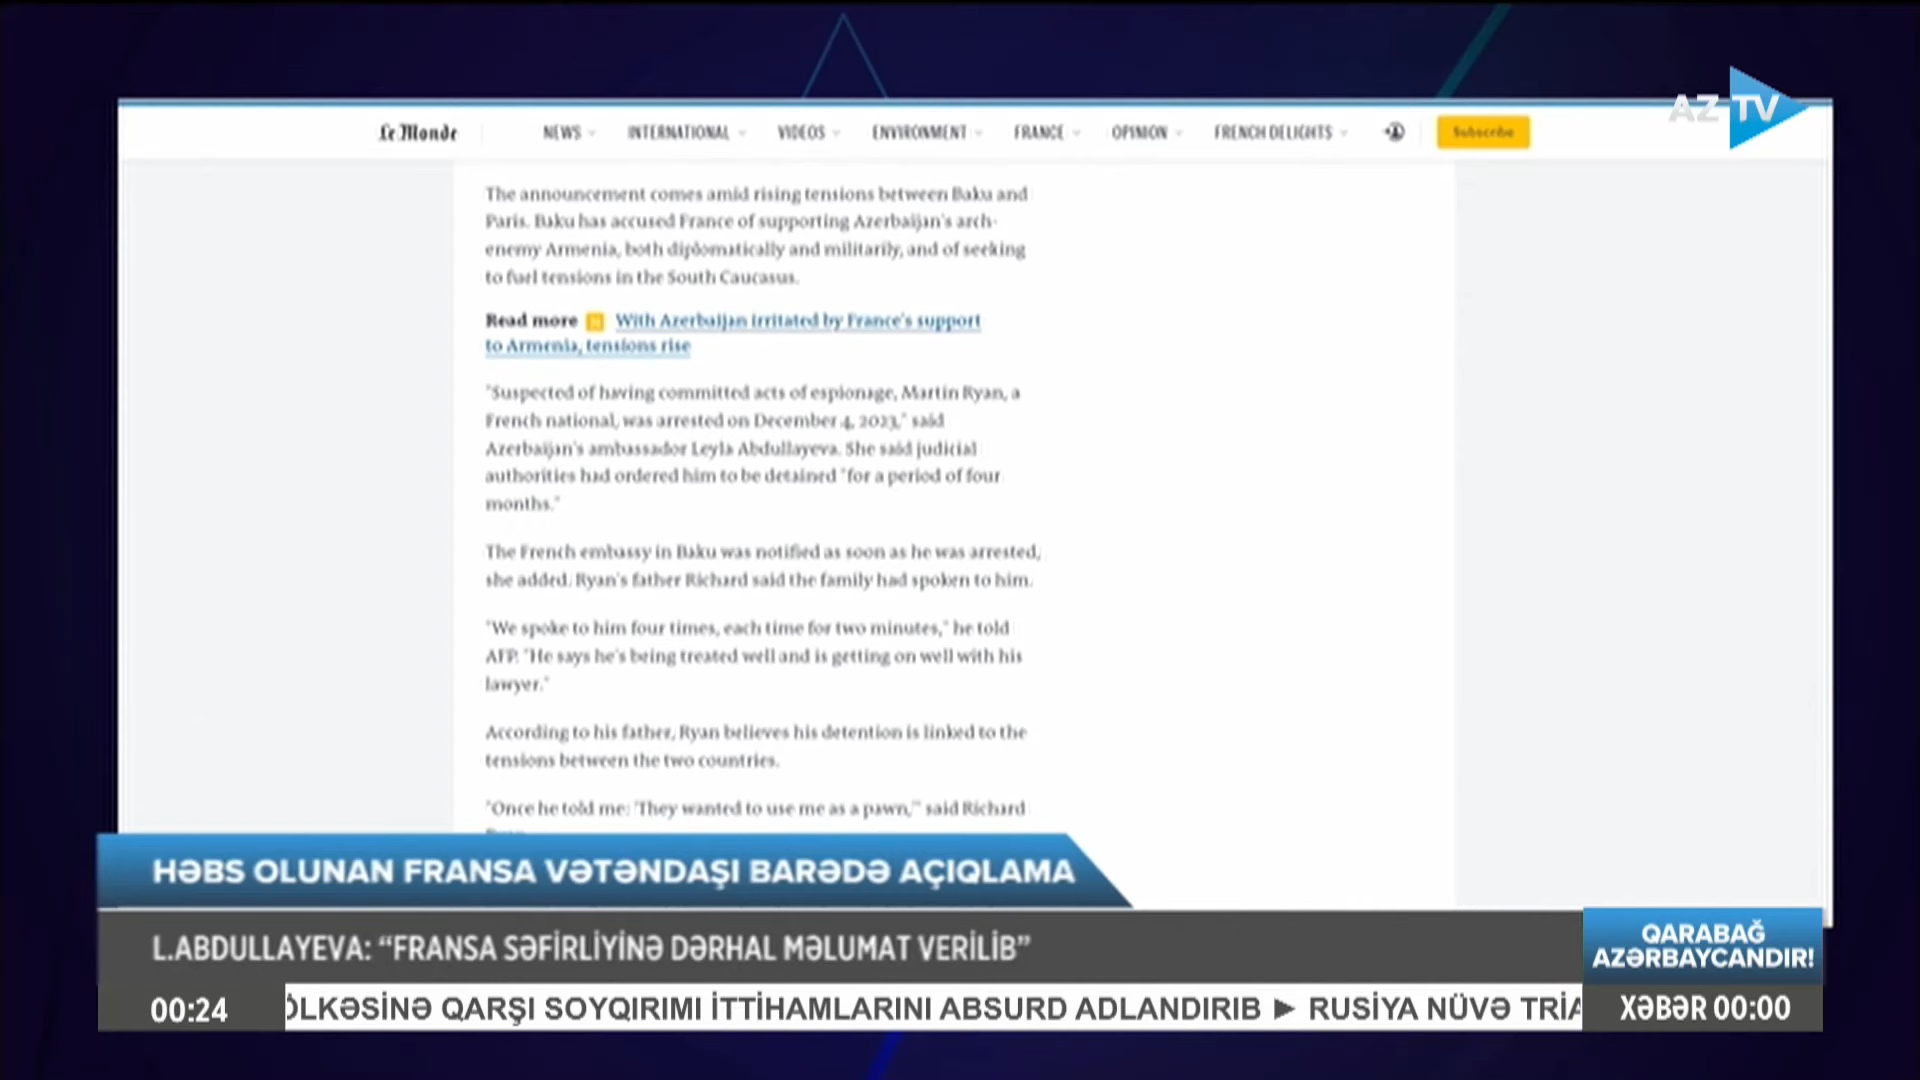 AZ TV
Le Monde NEWS INTERNATIONAL VIDEOS ENVIRONMENT FRANCE OPINION FRENCH DELIGHTS Subscribe
The announcement comes amid rising tensions between Baku and
Paris. Baku has accused France of supporting Azerbaijan's arch-
enemy Armenia, both diplomatically and militarily, and of seeking
to fuel tensions in the South Caucasus.
Read more With Azerbaijan irritated by France's support
to Armenia, tensions rise
"Suspected of having committed acts of espionage, Martin Ryan, a
French national, was arrested on December 4, 2023," said
Azerbaijan's ambassador Leyla Abdullayeva. She said judicial
authorities had ordered him to be detained "for a period of four
months."
The French embassy in Baku was notified as soon as he was arrested,
she added. Ryan's father Richard said the family had spoken to him.
"We spoke to him four times, each time for two minutes," he told
AFP. "He says he's being treated well and is getting on well with his
lawyer."
According to his father, Ryan believes his detention is linked to the
tensions between the two countries.
"Once he told me: 'They wanted to use me as a pawn,'" said Richard
HƏBS OLUNAN FRANSA VƏTƏNDAŞI BARƏDƏ AÇIQLAMA
L.ABDULLAYEVA: “FRANSA SƏFİRLİYİNƏ DƏRHAL MƏLUMAT VERİLİB”
QARABAĞ
AZƏRBAYCANDIR!
00:24 ÖLKƏSİNƏ QARŞI SOYQIRIMI İTTİHAMLARINI ABSURD ADLANDIRIB ► RUSİYA NÜVƏ TRİA
XƏBƏR 00:00